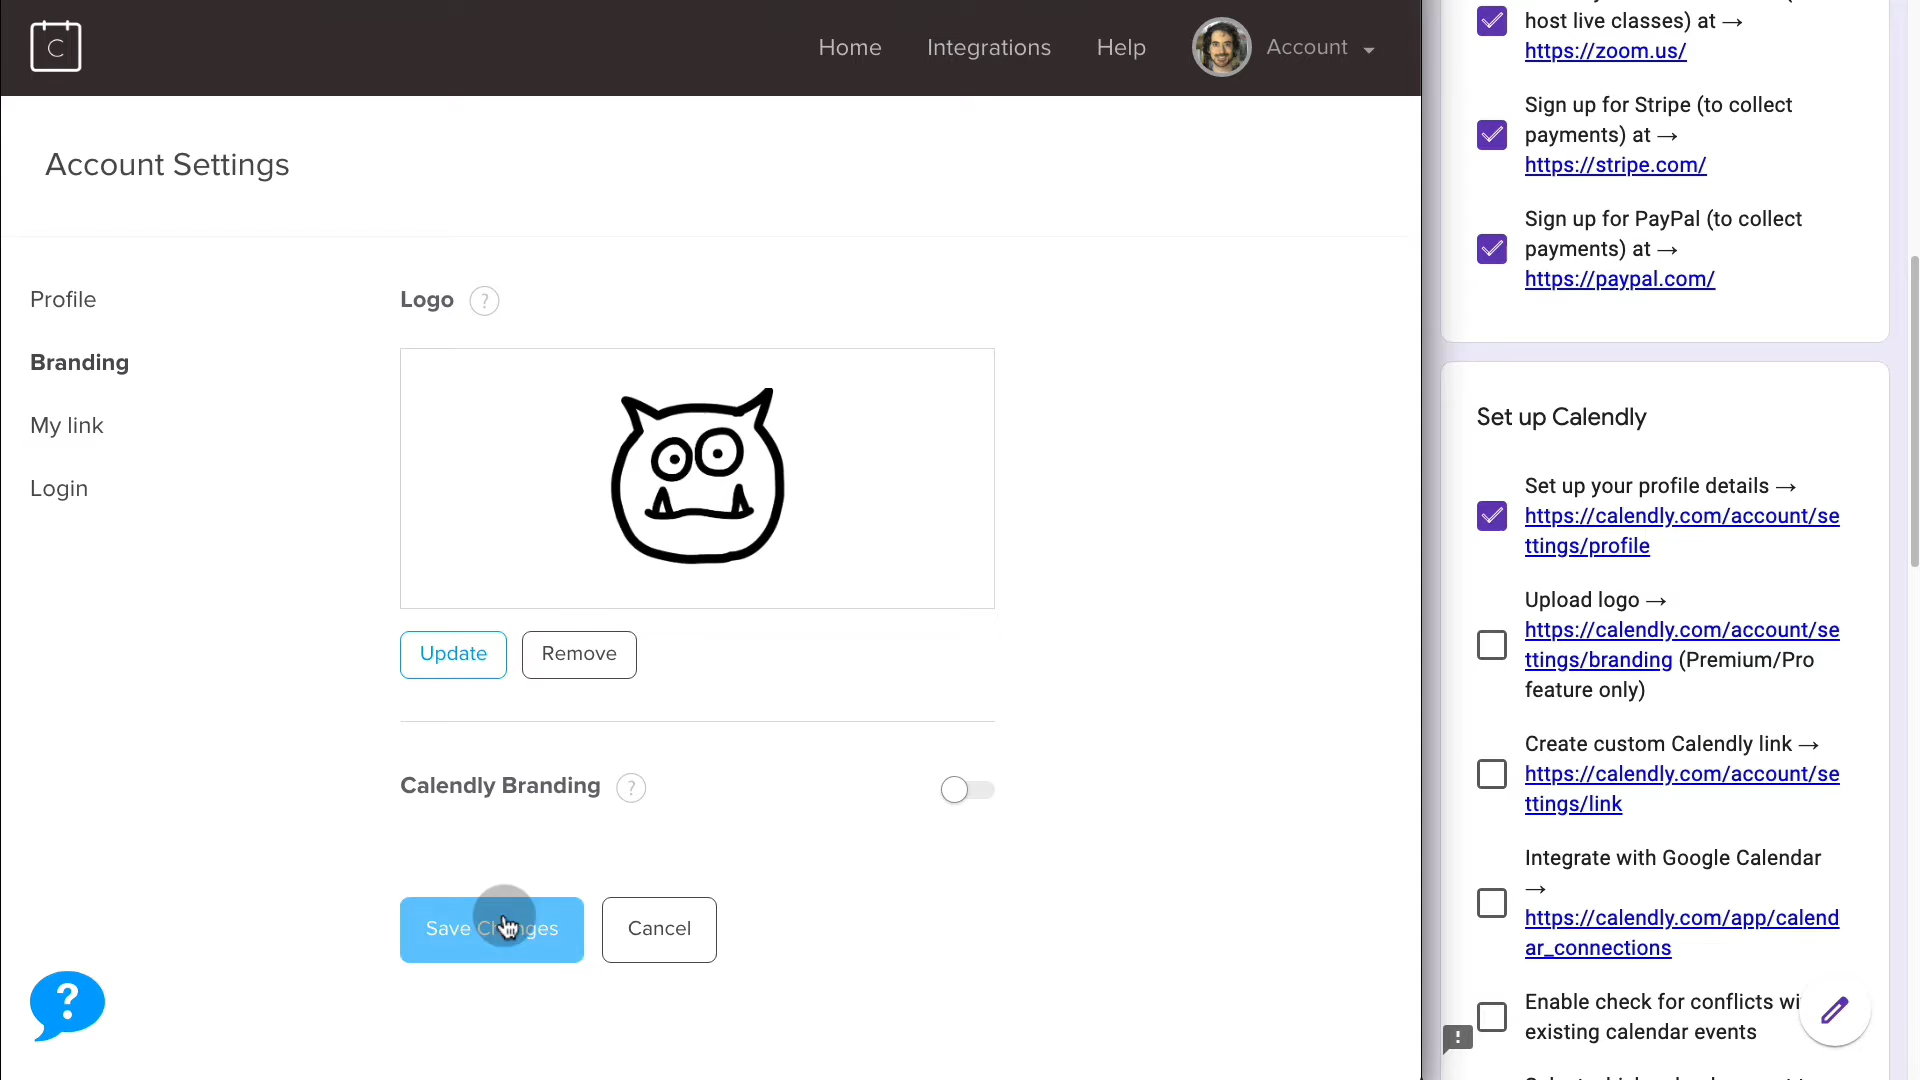 C
Home
Integrations
Help
Account
Account Settings
Profile
Branding
My link
Login
Logo ?
Update
Remove
Calendly Branding ?
Save Changes
Cancel
?
host live classes) at →
https://zoom.us/
Sign up for Stripe (to collect
payments) at →
https://stripe.com/
Sign up for PayPal (to collect
payments) at →
https://paypal.com/
Set up Calendly
Set up your profile details →
https://calendly.com/account/se
ttings/profile
Upload logo →
https://calendly.com/account/se
ttings/branding (Premium/Pro
feature only)
Create custom Calendly link →
https://calendly.com/account/se
ttings/link
Integrate with Google Calendar
→
https://calendly.com/app/calend
ar_connections
Enable check for conflicts wi
existing calendar events